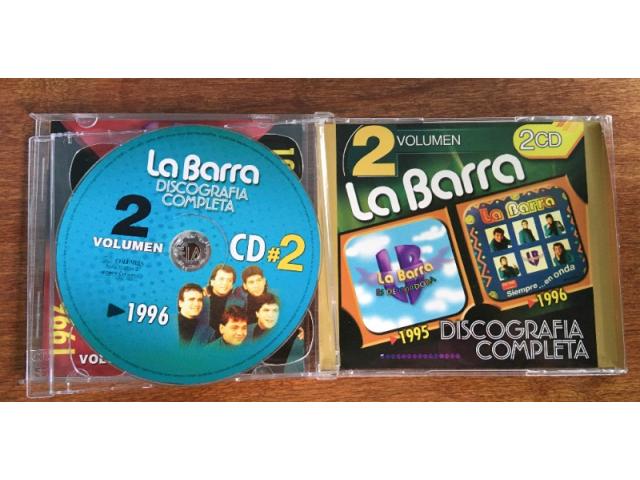 La Barra
DISCOGRAFIA
COMPLETA
2
VOLUMEN
CD#2
1996
VOL
2
VOLUMEN
2CD
La Barra
La Barra
1995
La Barra
Siempre...en onda
1996
DISCOGRAFIA
COMPLETA